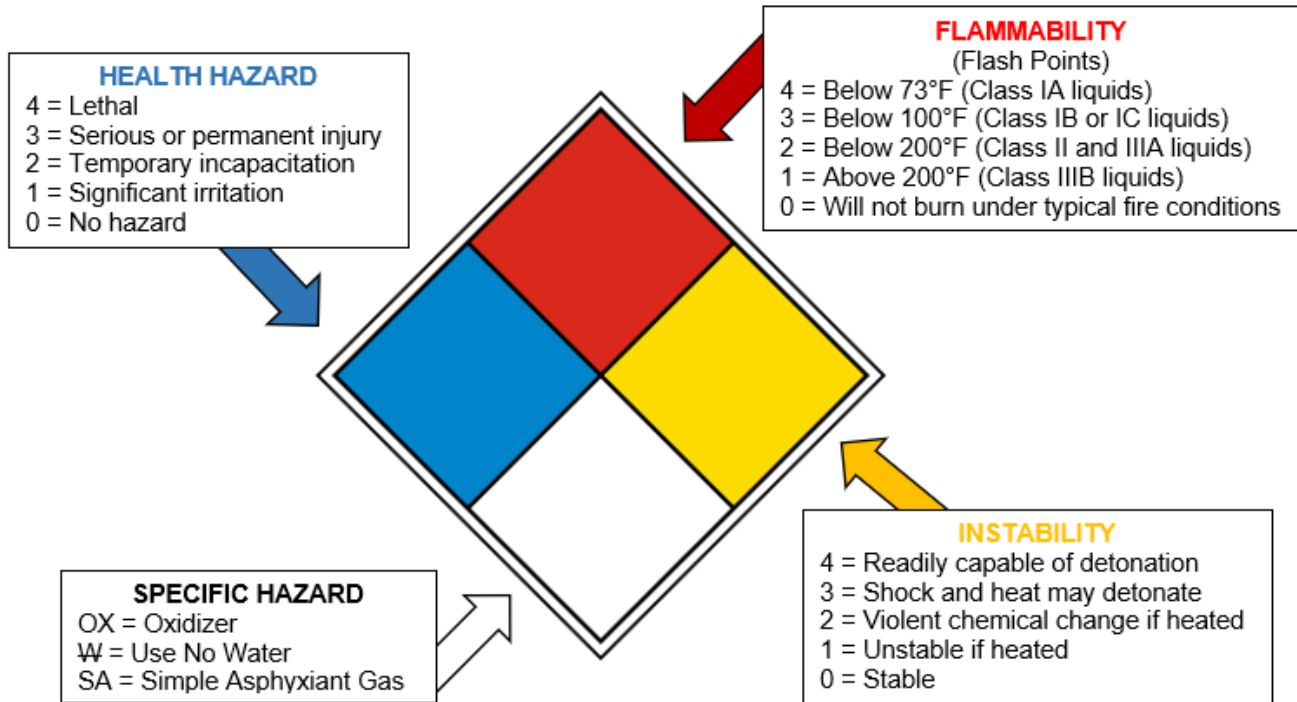 HEALTH HAZARD
4 = Lethal
3 = Serious or permanent injury
2 = Temporary incapacitation
1 = Significant irritation
0 = No hazard
FLAMMABILITY
(Flash Points)
4 = Below 73°F (Class IA liquids)
3 = Below 100°F (Class IB or IC liquids)
2 = Below 200°F (Class II and IIIA liquids)
1 = Above 200°F (Class IIIB liquids)
0 = Will not burn under typical fire conditions
SPECIFIC HAZARD
OX = Oxidizer
W̶ = Use No Water
SA = Simple Asphyxiant Gas
INSTABILITY
4 = Readily capable of detonation
3 = Shock and heat may detonate
2 = Violent chemical change if heated
1 = Unstable if heated
0 = Stable